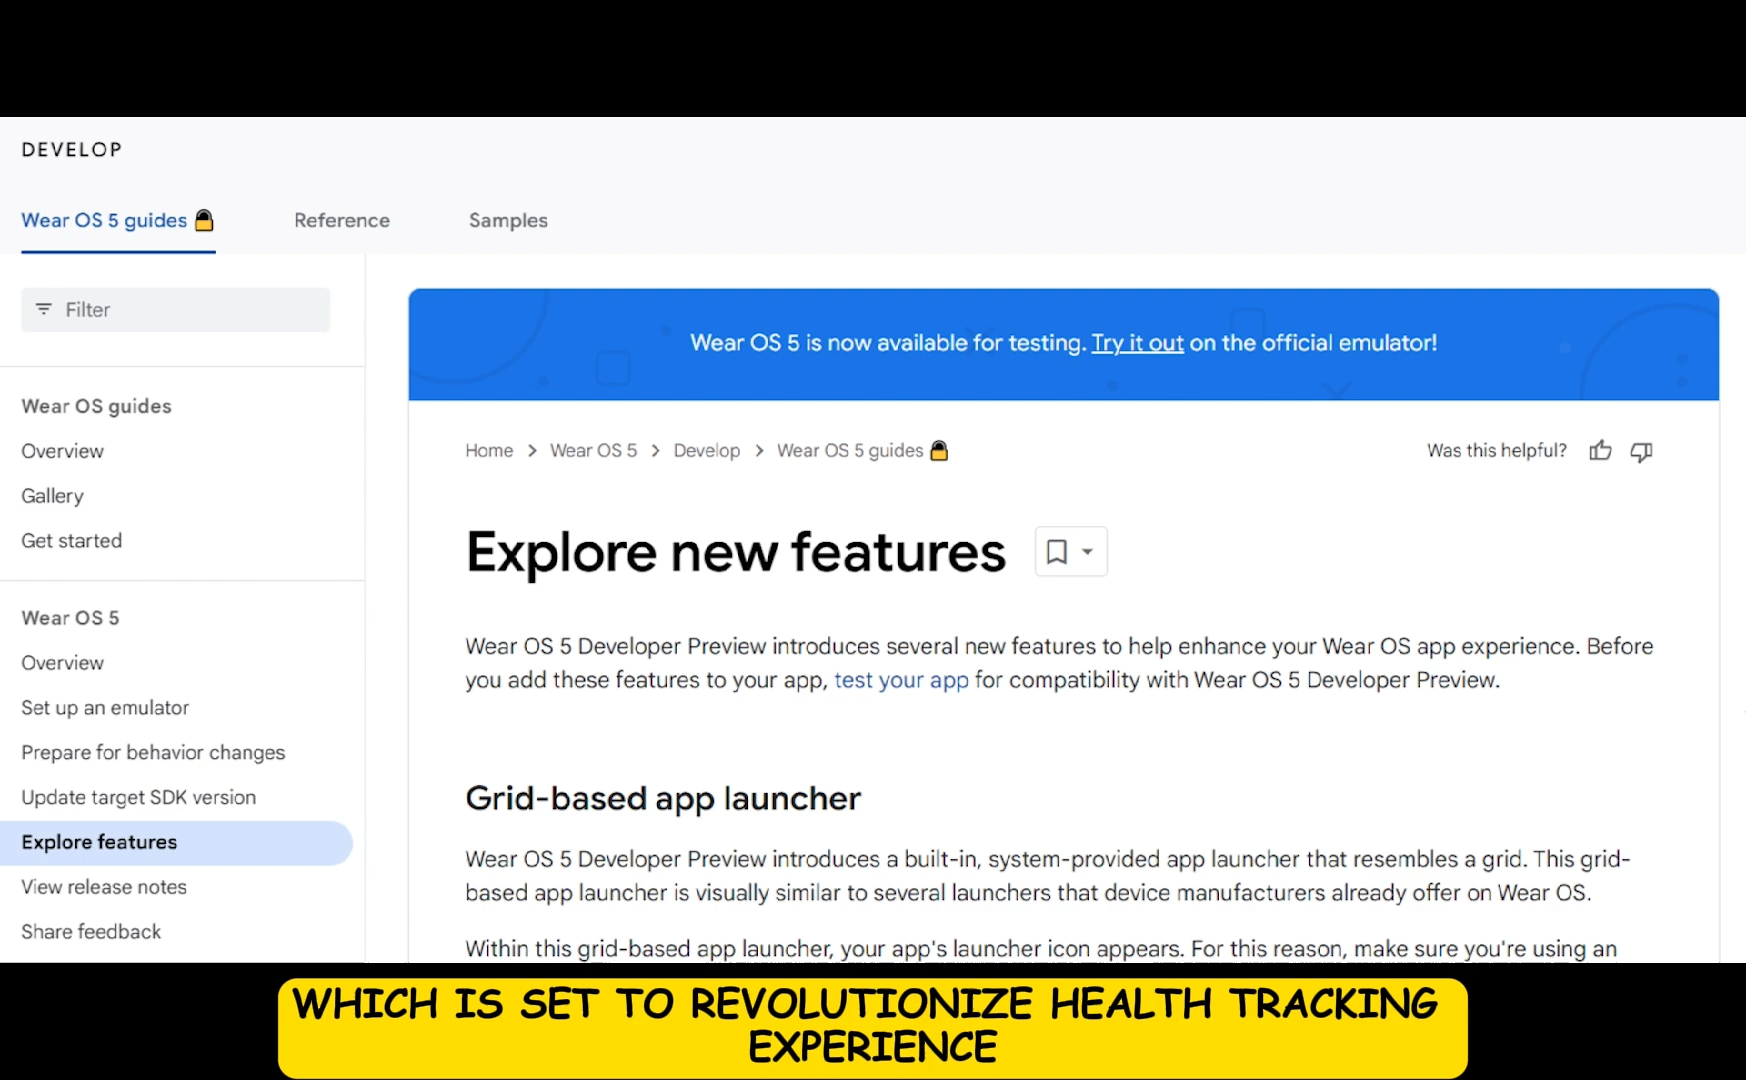 DEVELOP
Wear OS 5 guides
Reference
Samples
Filter
Wear OS guides
Overview
Gallery
Get started
Wear OS 5
Overview
Set up an emulator
Prepare for behavior changes
Update target SDK version
Explore features
View release notes
Share feedback
Wear OS 5 is now available for testing. Try it out on the official emulator!
Home > Wear OS 5 > Develop > Wear OS 5 guides
Was this helpful?
Explore new features
Wear OS 5 Developer Preview introduces several new features to help enhance your Wear OS app experience. Before
you add these features to your app, test your app for compatibility with Wear OS 5 Developer Preview.
Grid-based app launcher
Wear OS 5 Developer Preview introduces a built-in, system-provided app launcher that resembles a grid. This grid-
based app launcher is visually similar to several launchers that device manufacturers already offer on Wear OS.
Within this grid-based app launcher, your app's launcher icon appears. For this reason, make sure you're using an
WHICH IS SET TO REVOLUTIONIZE HEALTH TRACKING
EXPERIENCE